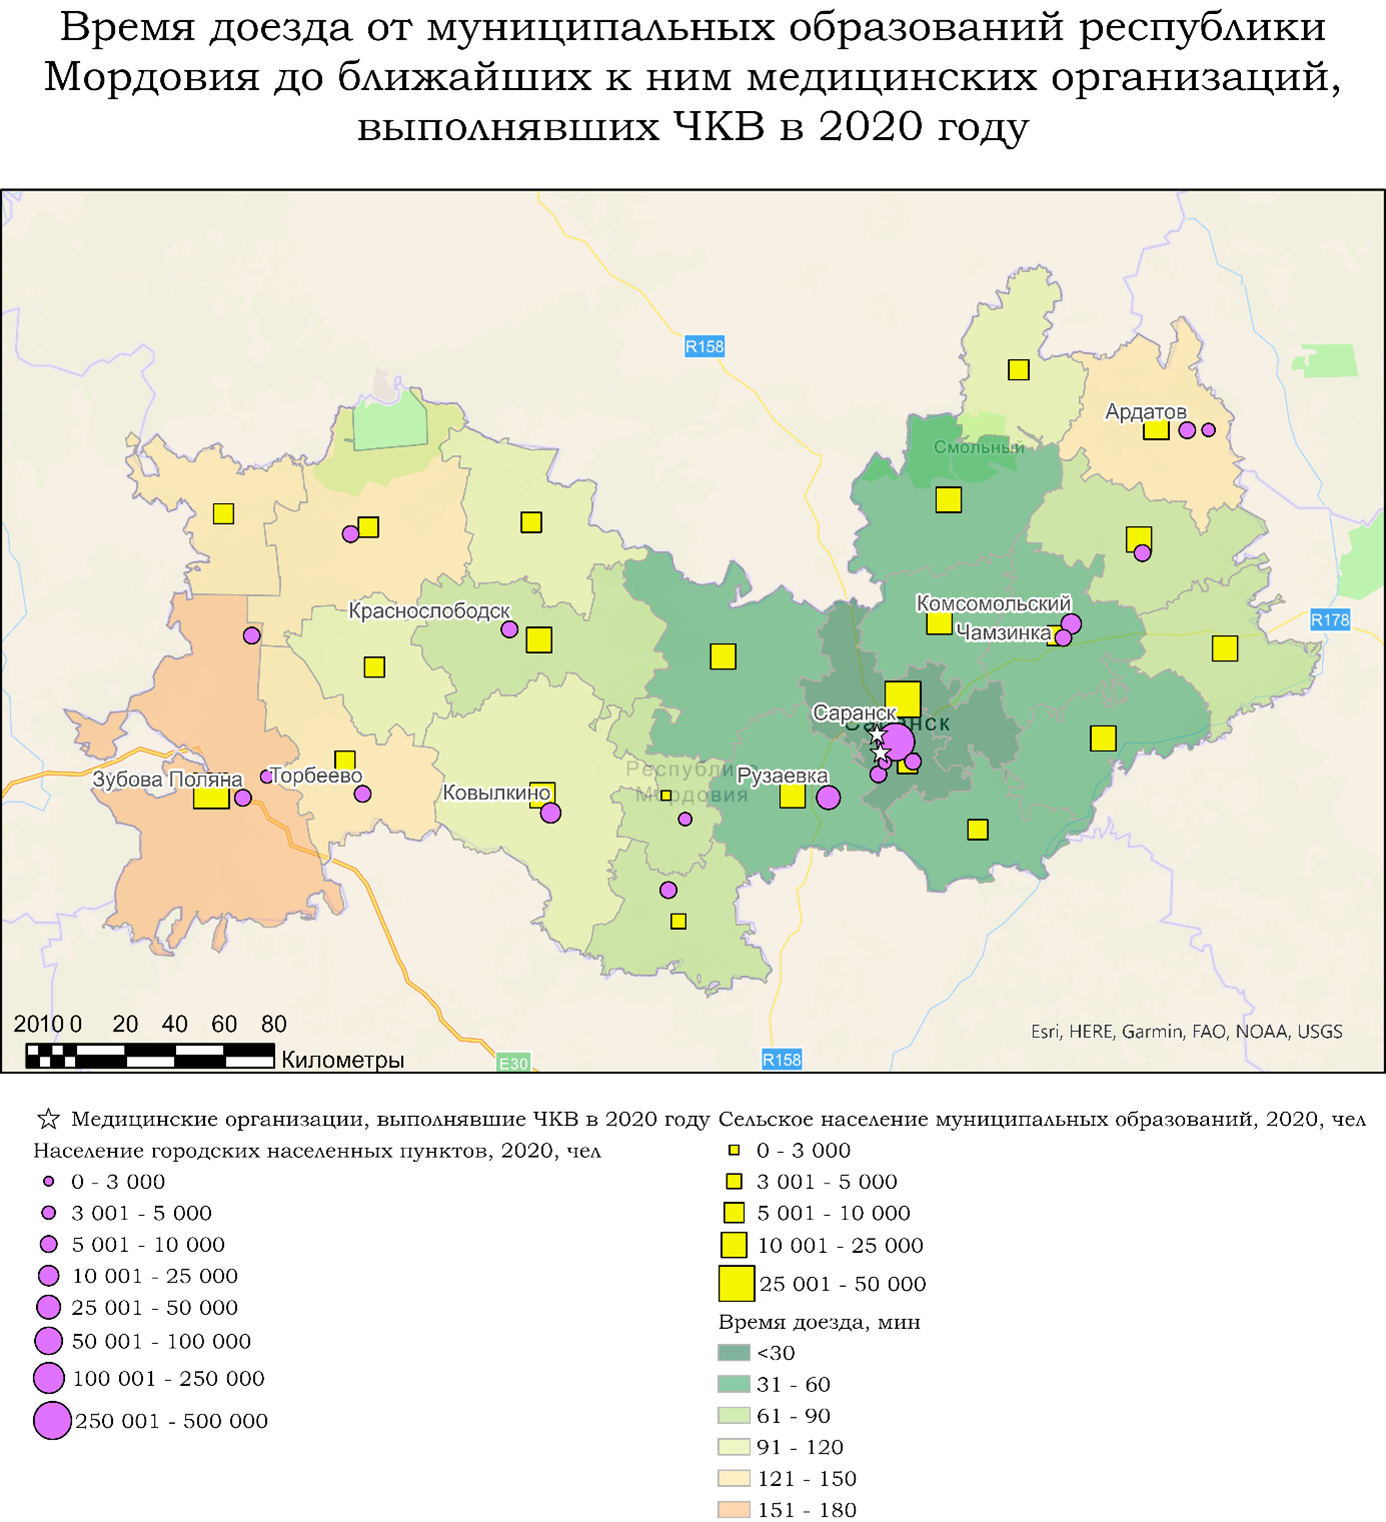 Время доезда от муниципальных образований республики
Мордовия до ближайших к ним медицинских организаций,
выполнявших ЧКВ в 2020 году
R158
Ардатов
Смольный
Краснослободск
Комсомольский
Чамзинка
R178
Саранск
Саранск
Зубова Поляна
Торбеево
Ковылкино
Республика
Мордовия
Рузаевка
2010 0 20 40 60 80
Километры
Esri, HERE, Garmin, FAO, NOAA, USGS
E30
R158
Медицинские организации, выполнявшие ЧКВ в 2020 году
Население городских населенных пунктов, 2020, чел
0 - 3 000
3 001 - 5 000
5 001 - 10 000
10 001 - 25 000
25 001 - 50 000
50 001 - 100 000
100 001 - 250 000
250 001 - 500 000
Сельское население муниципальных образований, 2020, чел
0 - 3 000
3 001 - 5 000
5 001 - 10 000
10 001 - 25 000
25 001 - 50 000
Время доезда, мин
<30
31 - 60
61 - 90
91 - 120
121 - 150
151 - 180